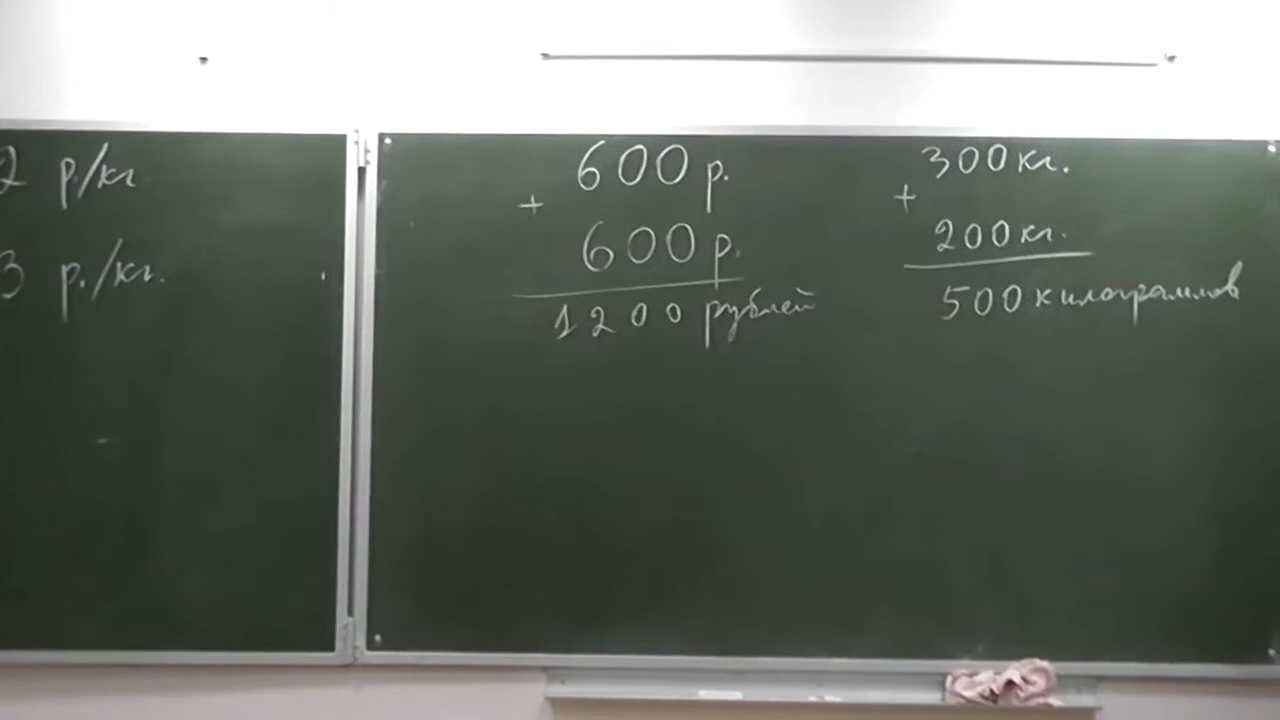 2 р/кг
3 р./кг.
600 р.
+
600 р.
1200 рублей
300 кг.
+
200 кг.
500 килограммов